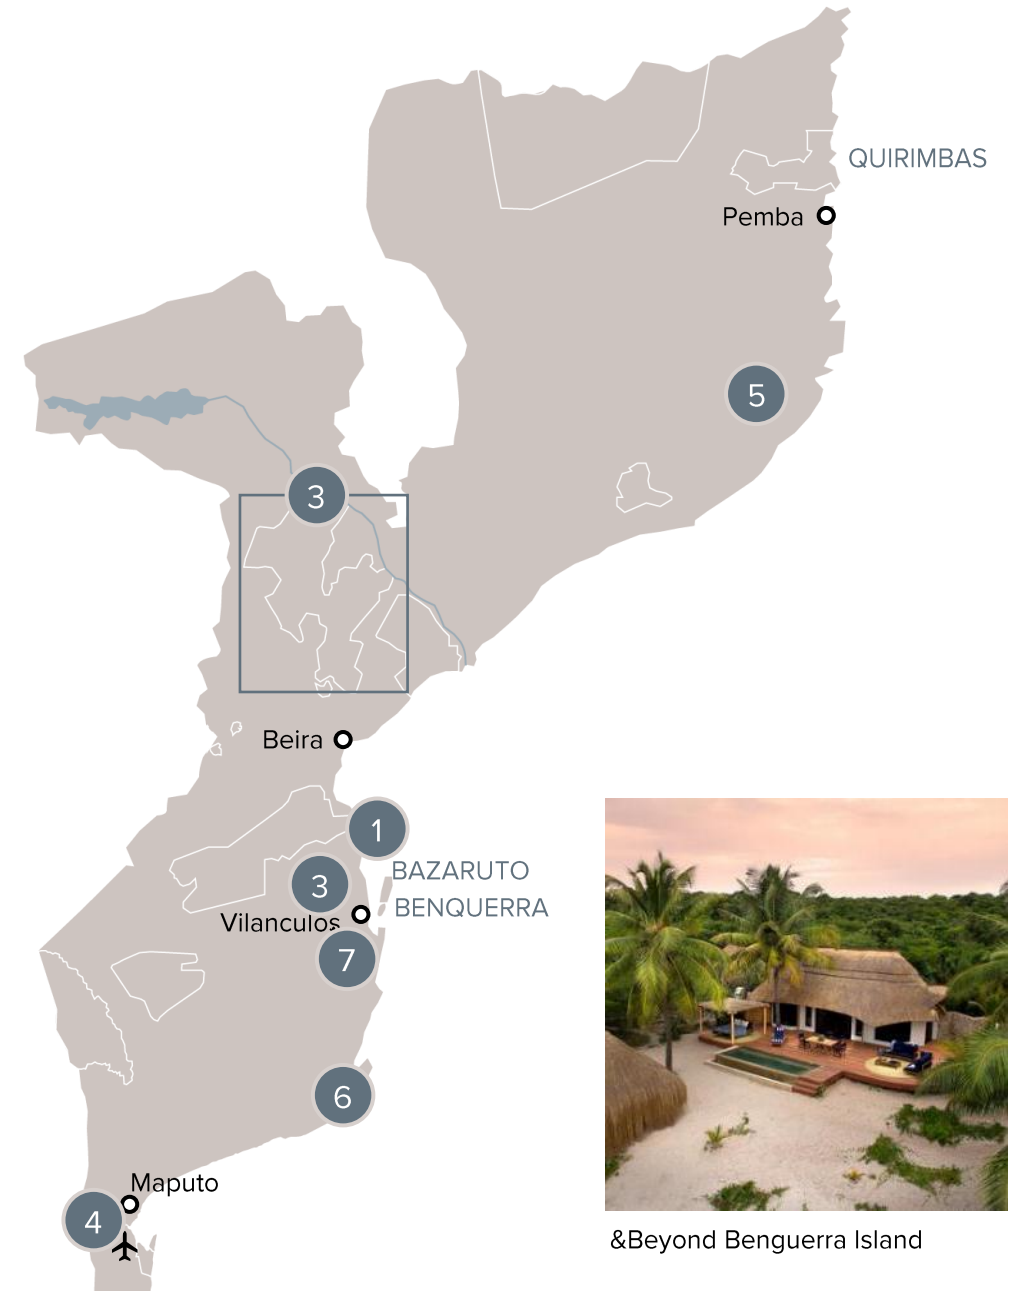 QUIRIMBAS
Pemba
5
3
Beira
1
BAZARUTO
3
BENQUERRA
Vilanculos
7
6
Maputo
4
&Beyond Benguerra Island